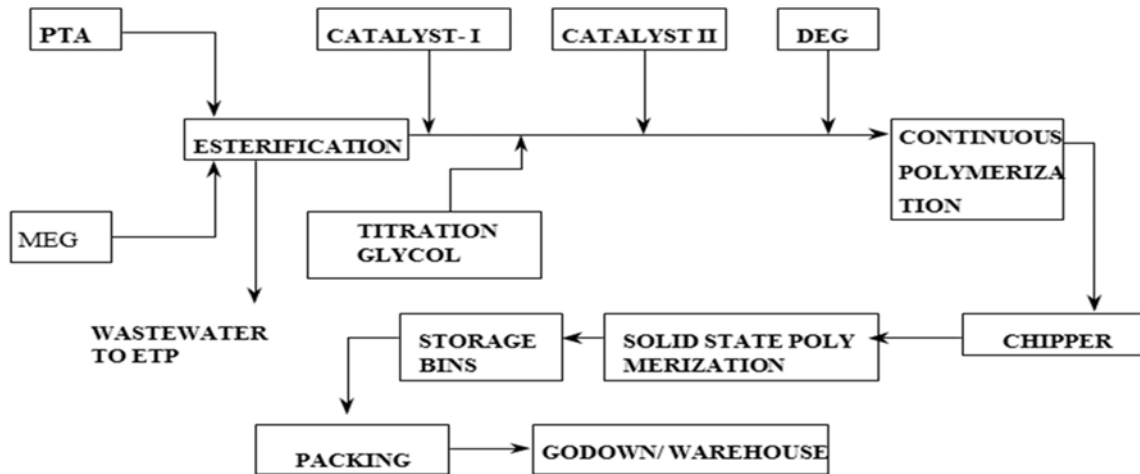 PTA
CATALYST- I
CATALYST II
DEG
ESTERIFICATION
CONTINUOUS
POLYMERIZA
TION
MEG
TITRATION
GLYCOL
WASTEWATER
TO ETP
STORAGE
BINS
SOLID STATE POLY
MERIZATION
CHIPPER
PACKING
GODOWN/ WAREHOUSE